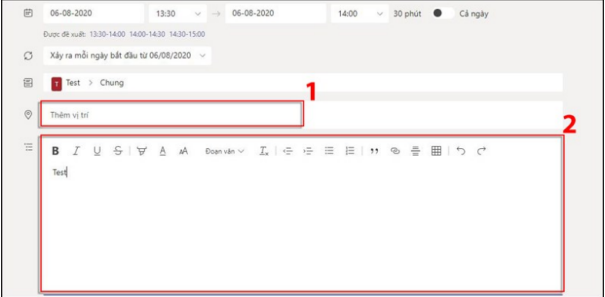 06-08-2020 13:30 → 06-08-2020 14:00 30 phút Cả ngày
Được đề xuất: 13:30-14:00 14:00-14:30 14:30-15:00
Xảy ra mỗi ngày bắt đầu từ 06/08/2020
T Test > Chung
1
Thêm vị trí
2
B I U S A AA Đoạn văn
Test